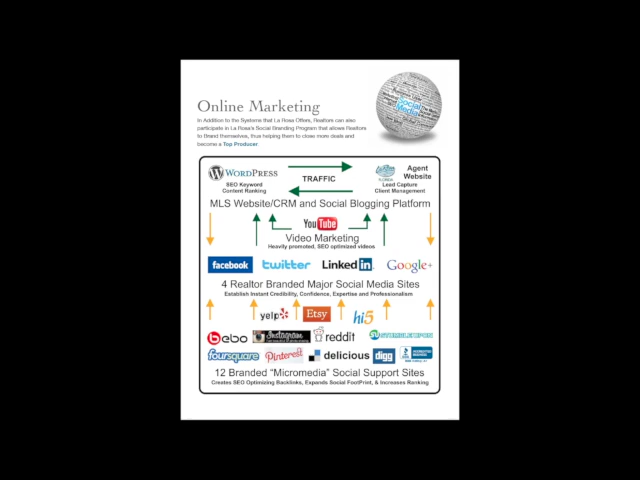 Online Marketing
In Addition to the Systems that La Rosa Offers, Realtors can also
participate in La Rosa's Social Branding Program that allows Realtors
to Brand themselves, thus helping them to close more deals and
become a Top Producer
Social
Media
WORDPRESS
SEO Keyword
Content Ranking
TRAFFIC
Agent
Website
FLORIDA
Lead Capture
Client Management
MLS Website/CRM and Social Blogging Platform
YouTube
Video Marketing
Heavily promoted, SEO optimized videos
facebook
twitter
Linked in
Google+
4 Realtor Branded Major Social Media Sites
Establish Instant Credibility, Confidence, Expertise and Professionalism
yelp
Etsy
hi5
bebo
Instagram
reddit
STUMBLEUPON
foursquare
Pinterest
delicious
digg
12 Branded “Micromedia” Social Support Sites
Creates SEO Optimizing Backlinks, Expands Social FootPrint, & Increases Ranking